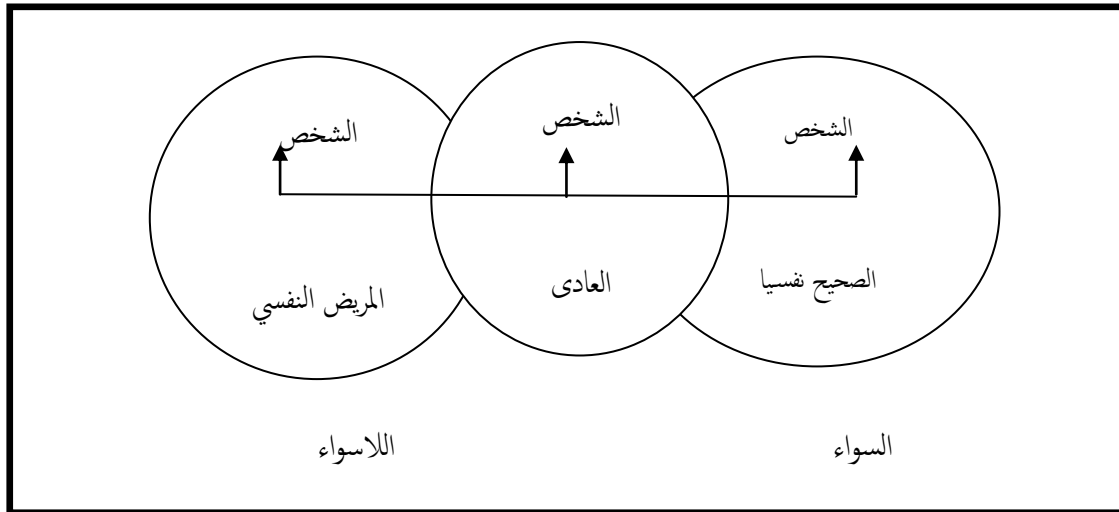 الشخص
الصحيح نفسيا
الشخص
العادى
الشخص
المريض النفسي
السواء
اللاسواء